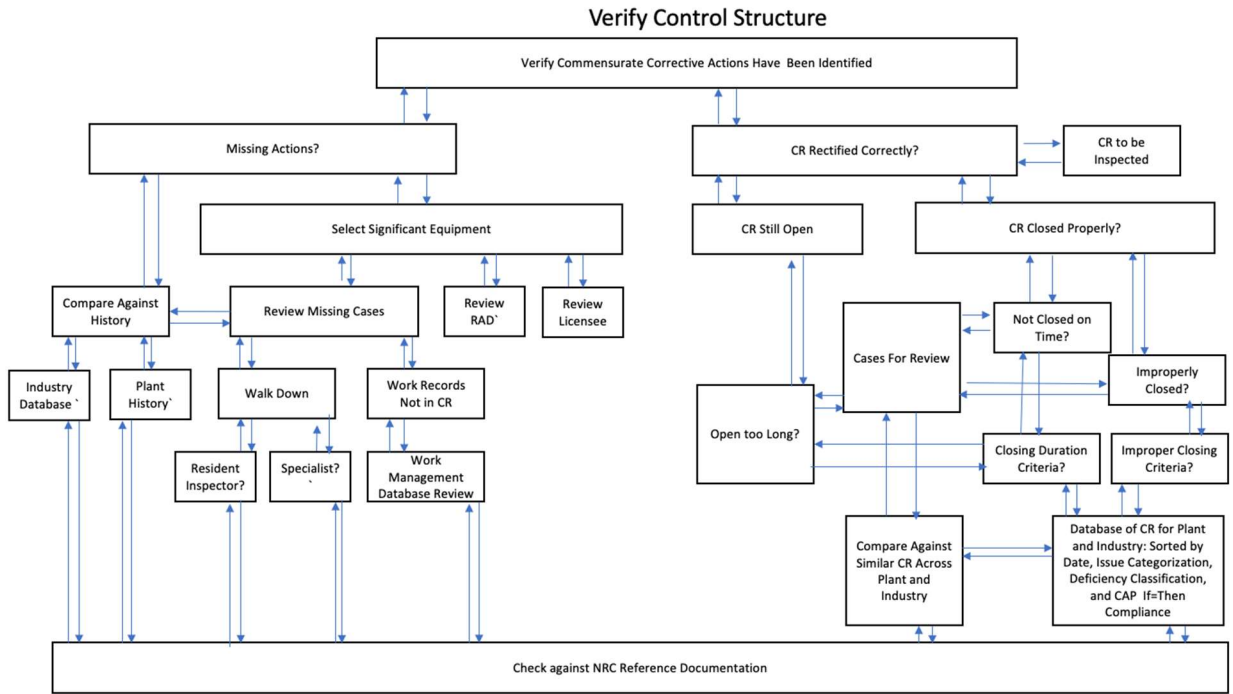 Verify Control Structure
Verify Commensurate Corrective Actions Have Been Identified
Missing Actions?
CR Rectified Correctly?
CR to be
Inspected
Select Significant Equipment
CR Still Open
CR Closed Properly?
Compare Against
History
Review Missing Cases
Review
RAD`
Review
Licensee
Cases For Review
Not Closed on
Time?
Industry
Database `
Plant
History`
Walk Down
Work Records
Not in CR
Improperly
Closed?
Open too Long?
Resident
Inspector?
Specialist?
`
Work
Management
Database Review
Closing Duration
Criteria?
Improper Closing
Criteria?
Compare Against
Similar CR Across
Plant and
Industry
Database of CR for Plant
and Industry: Sorted by
Date, Issue Categorization,
Deficiency Classification,
and CAP If=Then
Compliance
Check against NRC Reference Documentation